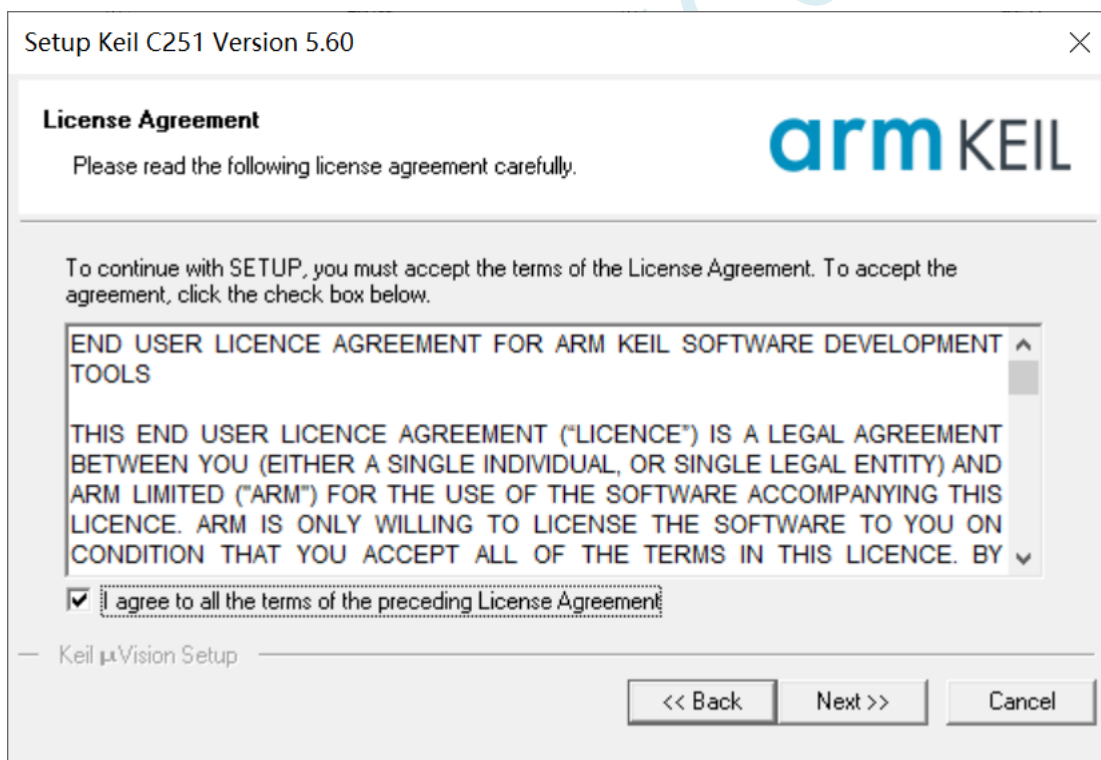 Setup Keil C251 Version 5.60
License Agreement
Please read the following license agreement carefully.
arm KEIL
To continue with SETUP, you must accept the terms of the License Agreement. To accept the
agreement, click the check box below.
END USER LICENCE AGREEMENT FOR ARM KEIL SOFTWARE DEVELOPMENT
TOOLS
THIS END USER LICENCE AGREEMENT (“LICENCE”) IS A LEGAL AGREEMENT
BETWEEN YOU (EITHER A SINGLE INDIVIDUAL, OR SINGLE LEGAL ENTITY) AND
ARM LIMITED ("ARM") FOR THE USE OF THE SOFTWARE ACCOMPANYING THIS
LICENCE. ARM IS ONLY WILLING TO LICENSE THE SOFTWARE TO YOU ON
CONDITION THAT YOU ACCEPT ALL OF THE TERMS IN THIS LICENCE. BY
I agree to all the terms of the preceding License Agreement
Keil µVision Setup
<< Back
Next >>
Cancel